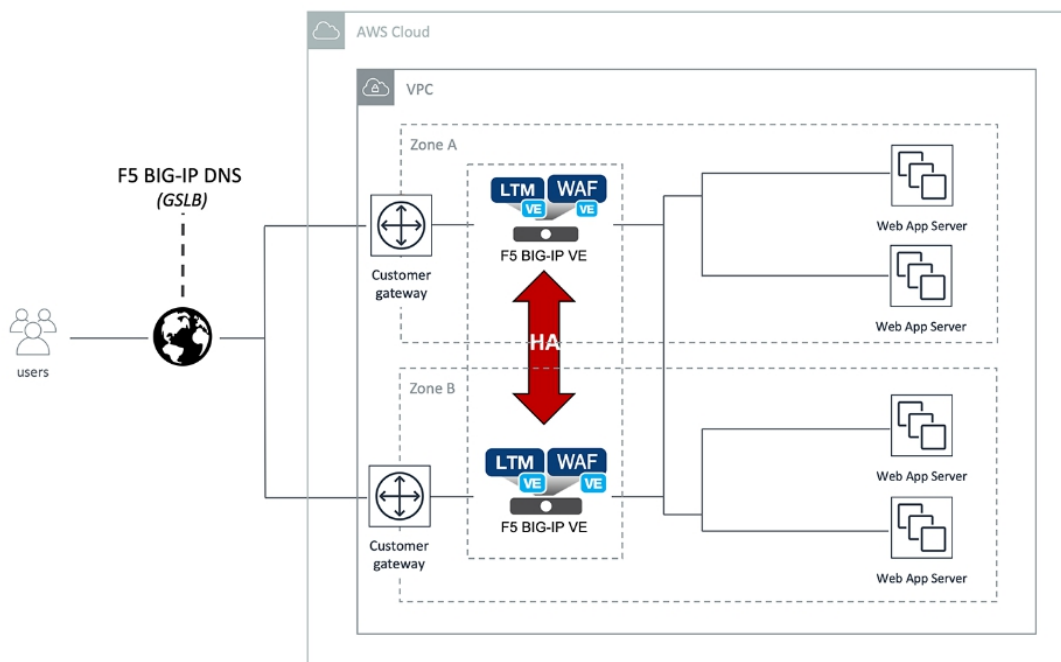 AWS Cloud
VPC
Zone A
F5 BIG-IP DNS
(GSLB)
LTM
WAF
VE
VE
F5 BIG-IP VE
Customer
gateway
Web App Server
Web App Server
users
HA
Zone B
LTM
WAF
VE
VE
F5 BIG-IP VE
Customer
gateway
Web App Server
Web App Server